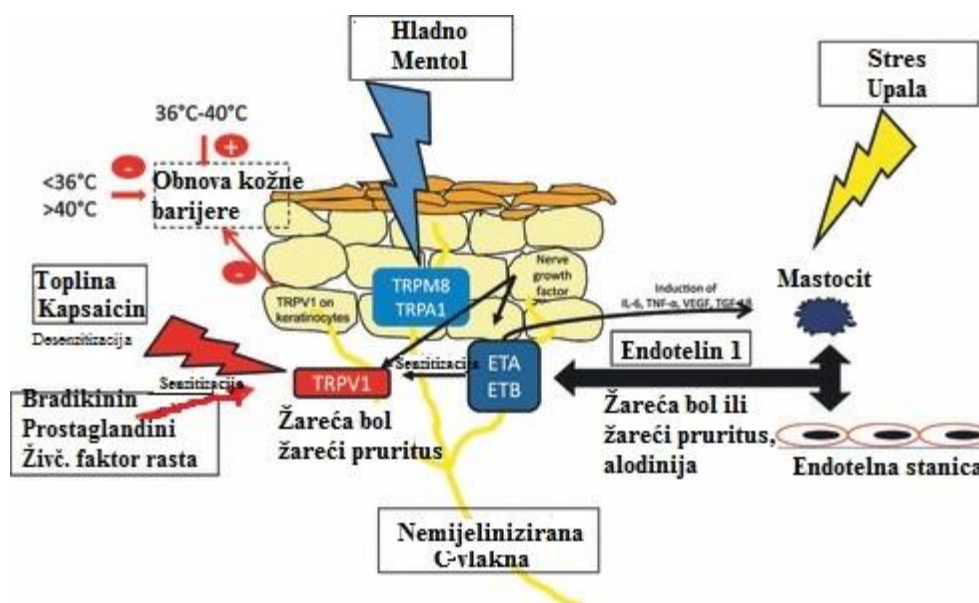 Hladno
Mentol
Stres
Upala
36°C-40°C
+
-
<36°C
>40°C
Obnova kožne
barijere
-
Toplina
Kapsaicin
Desenzitizacija
TRPM8
TRPA1
Nerve
growth
factor
TRPV1 on
keratinocytes
Induction of
IL-6, TNF-α, VEGF, TGF-1β
Mastocit
Senzitizacija
TRPV1
Senzitizacija
ETA
ETB
Endotelin 1
Bradikinin
Prostaglandini
Živč. faktor rasta
Žareća bol
žareći pruritus
Žareća bol ili
žareći pruritus,
alodinija
Endotelna stanica
Nemijelinizirana
C-vlakna